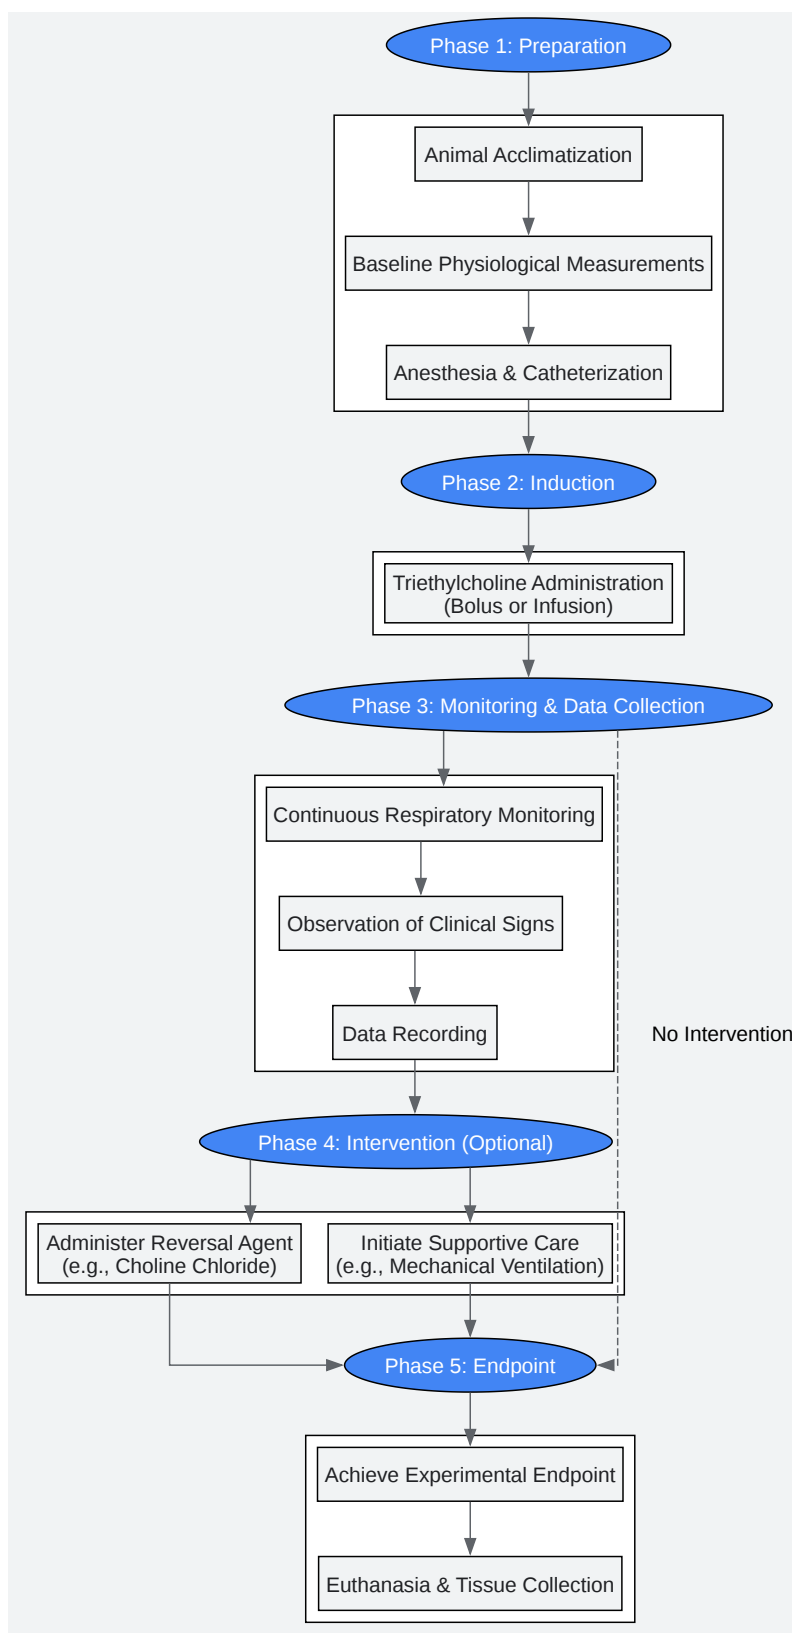 Phase 1: Preparation
Animal Acclimatization
Baseline Physiological Measurements
Anesthesia & Catheterization
Phase 2: Induction
Triethylcholine Administration
(Bolus or Infusion)
Phase 3: Monitoring & Data Collection
Continuous Respiratory Monitoring
Observation of Clinical Signs
Data Recording
No Intervention
Phase 4: Intervention (Optional)
Administer Reversal Agent
(e.g., Choline Chloride)
Initiate Supportive Care
(e.g., Mechanical Ventilation)
Phase 5: Endpoint
Achieve Experimental Endpoint
Euthanasia & Tissue Collection